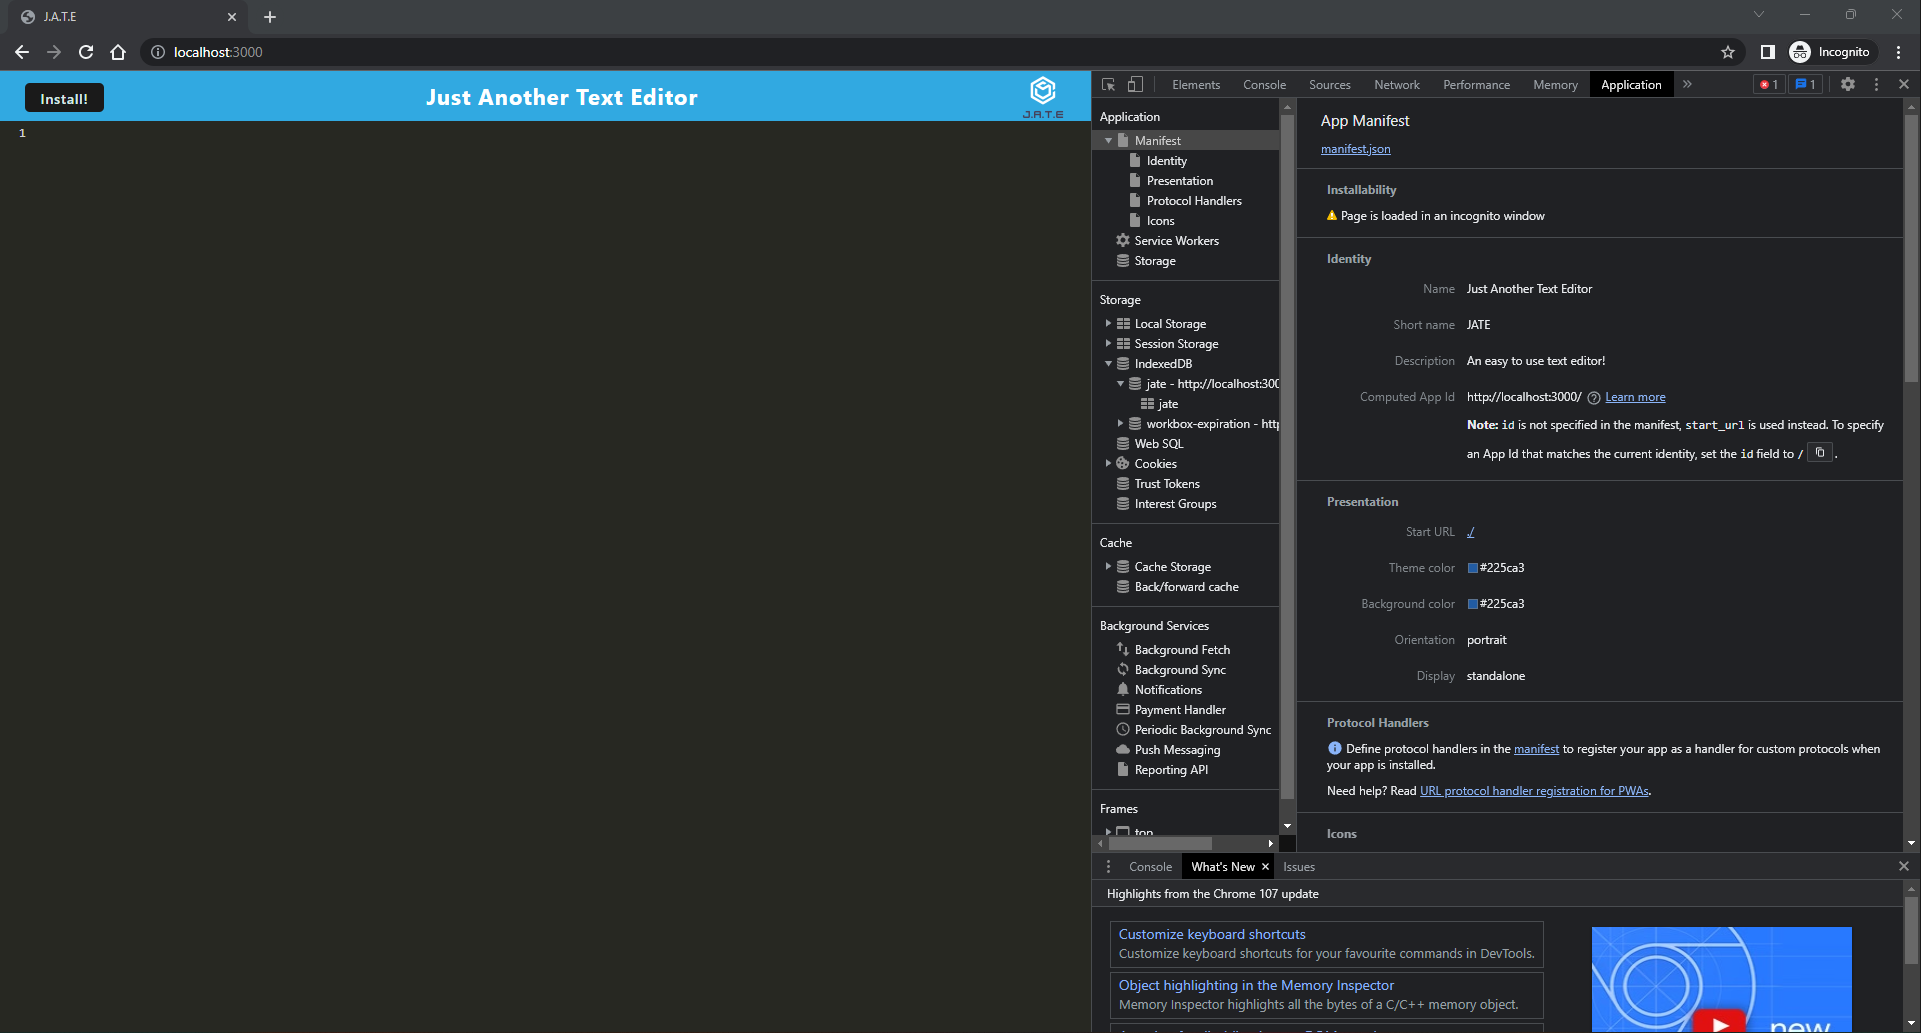 J.A.T.E
localhost:3000
Incognito
Install!
Just Another Text Editor
J.A.T.E
1
Elements Console Sources Network Performance Memory Application
1 1
Application
Manifest
Identity
Presentation
Protocol Handlers
Icons
Service Workers
Storage
Storage
Local Storage
Session Storage
IndexedDB
jate - http://localhost:300
jate
workbox-expiration - http
Web SQL
Cookies
Trust Tokens
Interest Groups
Cache
Cache Storage
Back/forward cache
Background Services
Background Fetch
Background Sync
Notifications
Payment Handler
Periodic Background Sync
Push Messaging
Reporting API
Frames
top
App Manifest
manifest.json
Installability
Page is loaded in an incognito window
Identity
Name Just Another Text Editor
Short name JATE
Description An easy to use text editor!
Computed App Id http://localhost:3000/ Learn more
Note: id is not specified in the manifest, start_url is used instead. To specify
an App Id that matches the current identity, set the id field to / .
Presentation
Start URL ./
Theme color #225ca3
Background color #225ca3
Orientation portrait
Display standalone
Protocol Handlers
Define protocol handlers in the manifest to register your app as a handler for custom protocols when
your app is installed.
Need help? Read URL protocol handler registration for PWAs.
Icons
Console What's New Issues
Highlights from the Chrome 107 update
Customize keyboard shortcuts
Customize keyboard shortcuts for your favourite commands in DevTools.
Object highlighting in the Memory Inspector
Memory Inspector highlights all the bytes of a C/C++ memory object.
new